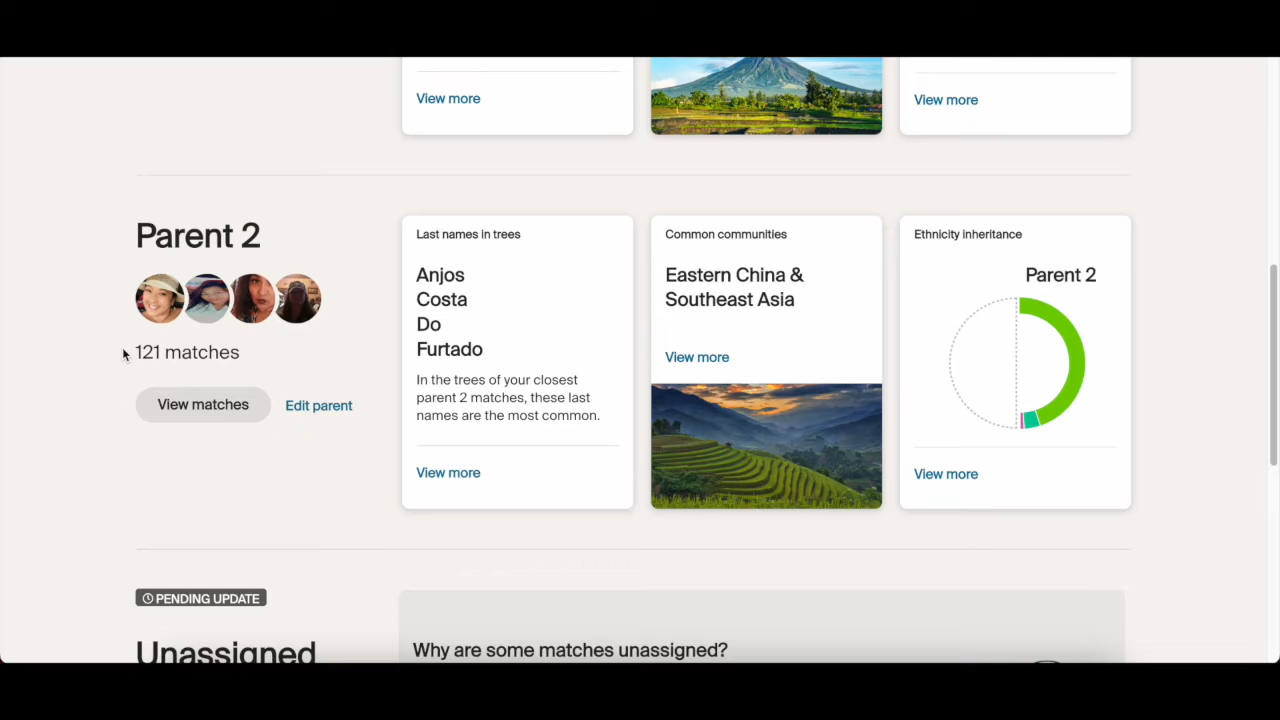 View more
View more
Parent 2
121 matches
View matches
Edit parent
Last names in trees
Anjos
Costa
Do
Furtado
In the trees of your closest
parent 2 matches, these last
names are the most common.
View more
Common communities
Eastern China &
Southeast Asia
View more
Ethnicity inheritance
Parent 2
View more
PENDING UPDATE
Unassigned
Why are some matches unassigned?